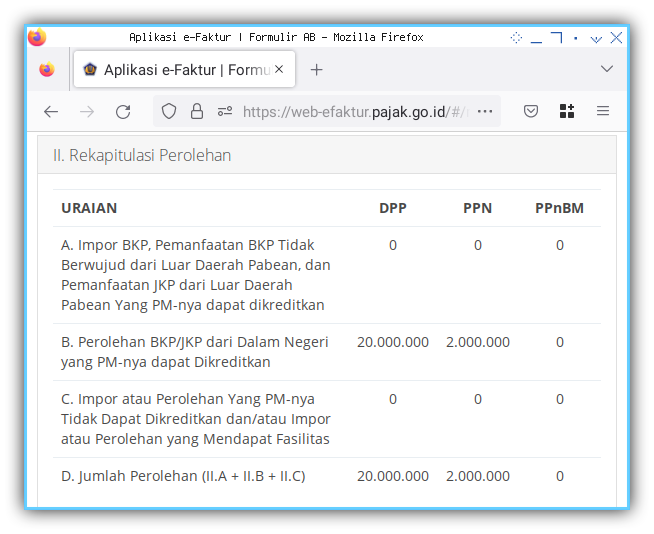 Aplikasi e-Faktur | Formulir AB - Mozilla Firefox
Aplikasi e-Faktur | Formu
https://web-efaktur.pajak.go.id/#/
II. Rekapitulasi Perolehan
URAIAN DPP PPN PPnBM
A. Impor BKP, Pemanfaatan BKP Tidak 0 0 0
Berwujud dari Luar Daerah Pabean, dan
Pemanfaatan JKP dari Luar Daerah
Pabean Yang PM-nya dapat dikreditkan
B. Perolehan BKP/JKP dari Dalam Negeri 20.000.000 2.000.000 0
yang PM-nya dapat Dikreditkan
C. Impor atau Perolehan Yang PM-nya 0 0 0
Tidak Dapat Dikreditkan dan/atau Impor
atau Perolehan yang Mendapat Fasilitas
D. Jumlah Perolehan (II.A + II.B + II.C) 20.000.000 2.000.000 0